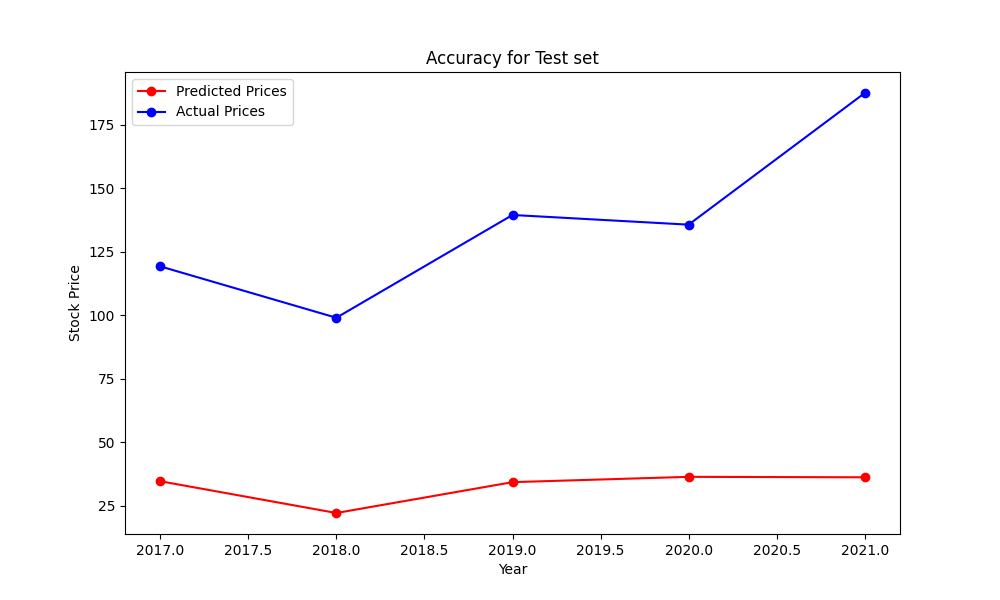 Accuracy for Test set
Predicted Prices
Actual Prices
175
150
125
100
75
50
25
Stock Price
2017.0 2017.5 2018.0 2018.5 2019.0 2019.5 2020.0 2020.5 2021.0
Year